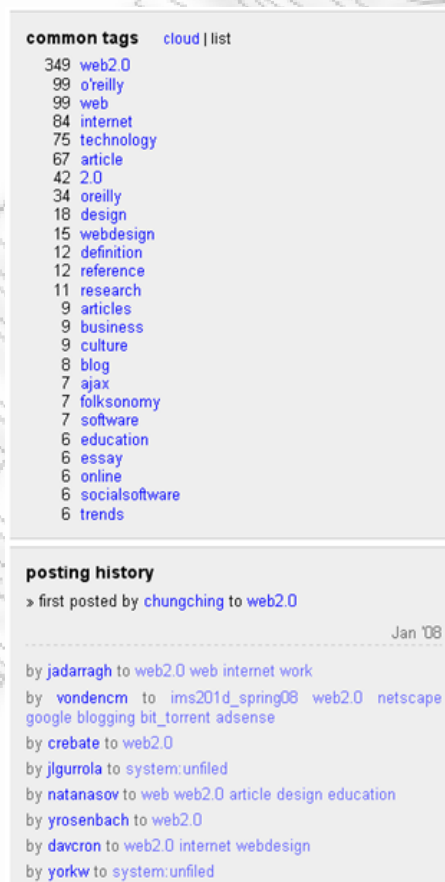 common tags cloud | list
349 web2.0
99 o'reilly
99 web
84 internet
75 technology
67 article
42 2.0
34 oreilly
18 design
15 webdesign
12 definition
12 reference
11 research
9 articles
9 business
9 culture
8 blog
7 ajax
7 folksonomy
7 software
6 education
6 essay
6 online
6 socialsoftware
6 trends
posting history
» first posted by chungching to web2.0
Jan '08
by jadarragh to web2.0 web internet work
by vondencm to ims201d_spring08 web2.0 netscape
google blogging bit_torrent adsense
by crebate to web2.0
by jlgurrola to system:unfiled
by natanasov to web web2.0 article design education
by yrosenbach to web2.0
by davcron to web2.0 internet webdesign
by yorkw to system:unfiled